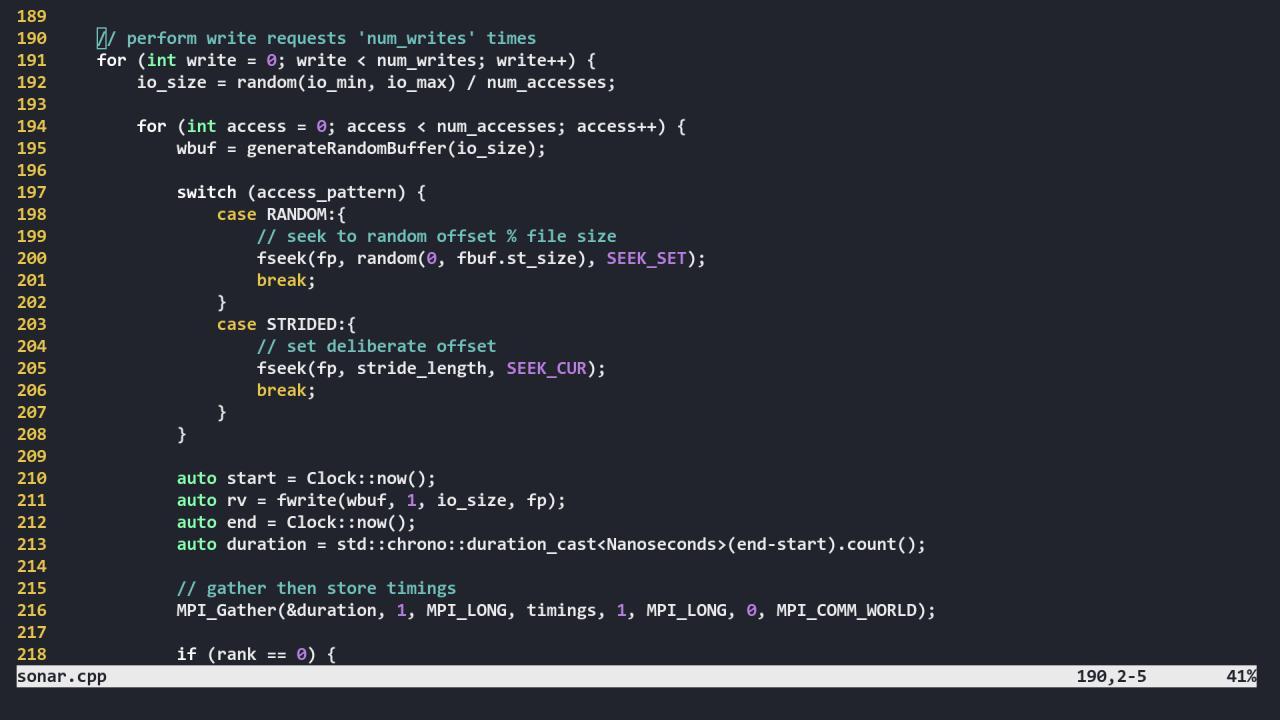 189
190     // perform write requests 'num_writes' times
191     for (int write = 0; write < num_writes; write++) {
192         io_size = random(io_min, io_max) / num_accesses;
193
194         for (int access = 0; access < num_accesses; access++) {
195             wbuf = generateRandomBuffer(io_size);
196
197             switch (access_pattern) {
198                 case RANDOM:{
199                     // seek to random offset % file size
200                     fseek(fp, random(0, fbuf.st_size), SEEK_SET);
201                     break;
202                 }
203                 case STRIDED:{
204                     // set deliberate offset
205                     fseek(fp, stride_length, SEEK_CUR);
206                     break;
207                 }
208             }
209
210             auto start = Clock::now();
211             auto rv = fwrite(wbuf, 1, io_size, fp);
212             auto end = Clock::now();
213             auto duration = std::chrono::duration_cast<Nanoseconds>(end-start).count();
214
215             // gather then store timings
216             MPI_Gather(&duration, 1, MPI_LONG, timings, 1, MPI_LONG, 0, MPI_COMM_WORLD);
217
218             if (rank == 0) {
sonar.cpp 190,2-5 41%